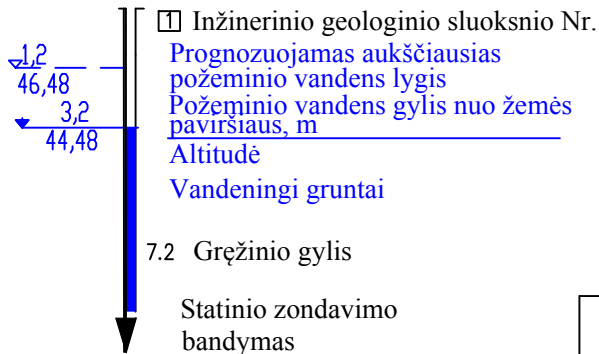 1 Inžinerinio geologinio sluoksnio Nr.
1,2
46,48
Prognozuojamas aukščiausias
požeminio vandens lygis
3,2
44,48
Požeminio vandens gylis nuo žemės
paviršiaus, m
Altitudė
Vandeningi gruntai
7.2 Gręžinio gylis
Statinio zondavimo
bandymas